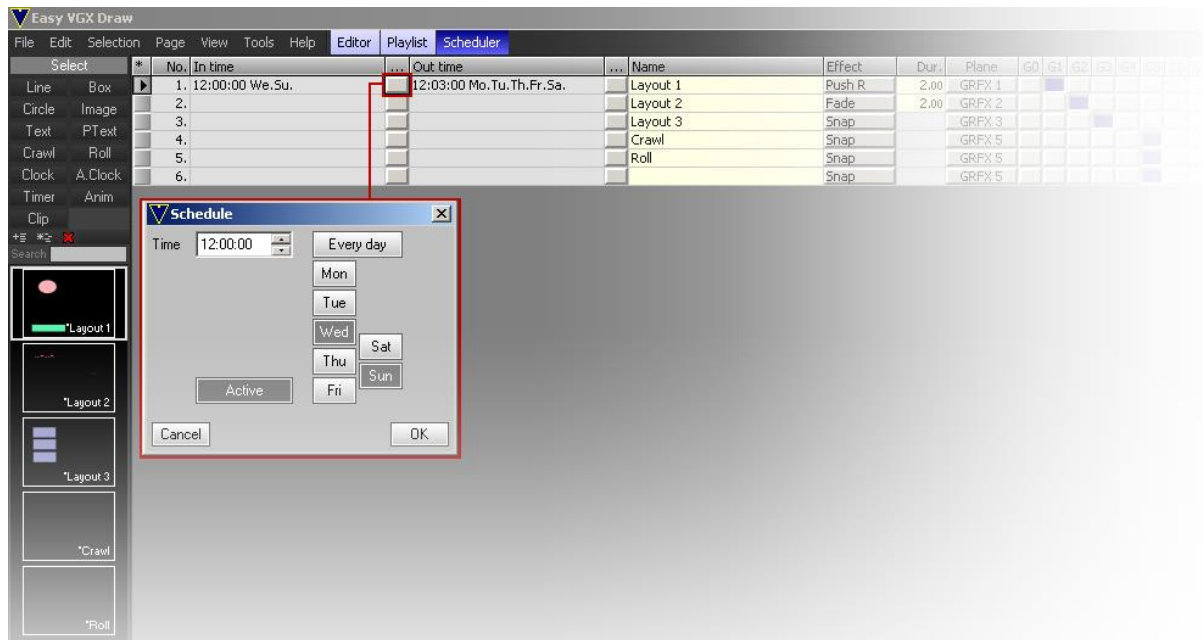 Easy VGX Draw
File Edit Selection Page View Tools Help Editor Playlist Scheduler
Select * No. In time ... Out time ... Name Effect Dur. Plane G0 G1 G2 G3 G4 G5
Line Box 1. 12:00:00 We.Su. 12:03:00 Mo.Tu.Th.Fr.Sa. Layout 1 Push R 2.00 GRFX 1
Circle Image 2. Layout 2 Fade 2.00 GRFX 2
Text PText 3. Layout 3 Snap GRFX 3
Crawl Roll 4. Crawl Snap GRFX 5
Clock A.Clock 5. Roll Snap GRFX 5
6. Snap GRFX 5
Timer Anim
Clip
Search
Schedule
Time 12:00:00 Every day
Mon
Tue
Wed
Sat
Thu
Sun
Active Fri
Cancel OK
*Layout 1
*Layout 2
*Layout 3
*Crawl
*Roll